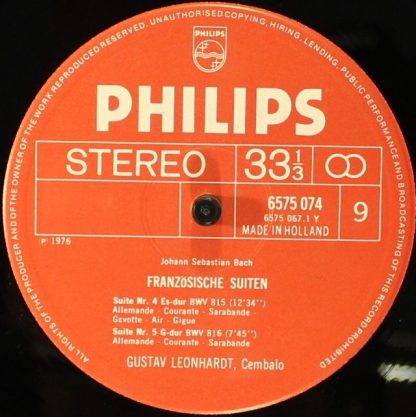 ALL RIGHTS OF THE PRODUCER AND OF THE OWNER OF THE WORK REPRODUCED RESERVED. UNAUTHORISED COPYING, HIRING, LENDING, PUBLIC PERFORMANCE AND BROADCASTING OF THIS RECORD PROHIBITED
PHILIPS
PHILIPS
STEREO 33 1/3
6575 074
6575 067.1 Y
MADE IN HOLLAND
9
P 1976
Johann Sebastian Bach
FRANZÖSISCHE SUITEN
Suite Nr. 4 Es-dur BWV 815 (12'34'')
Allemande - Courante - Sarabande -
Gavotte - Air - Gigue
Suite Nr. 5 G-dur BWV 816 (7'45'')
Allemande - Courante - Sarabande
GUSTAV LEONHARDT, Cembalo